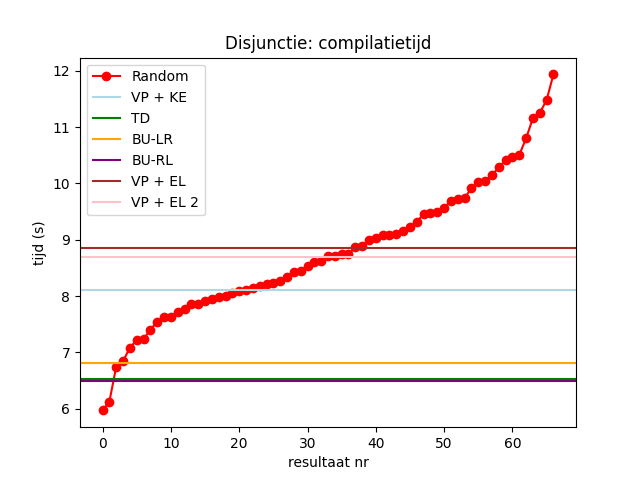 Disjunctie: compilatietijd
Random
VP + KE
TD
BU-LR
BU-RL
VP + EL
VP + EL 2
tijd (s)
12
11
10
9
8
7
6
0 10 20 30 40 50 60
resultaat nr